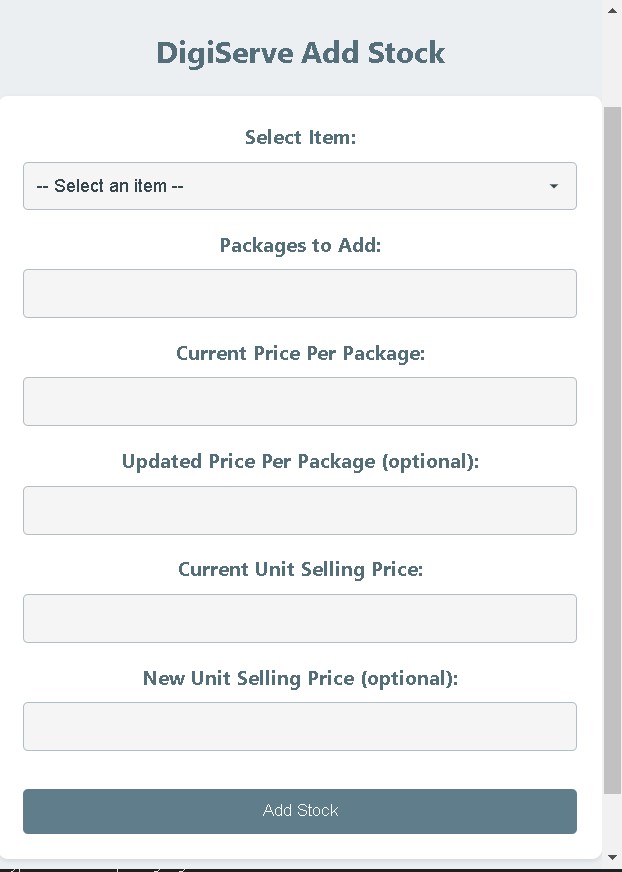 DigiServe Add Stock
Select Item:
-- Select an item --
Packages to Add:
Current Price Per Package:
Updated Price Per Package (optional):
Current Unit Selling Price:
New Unit Selling Price (optional):
Add Stock